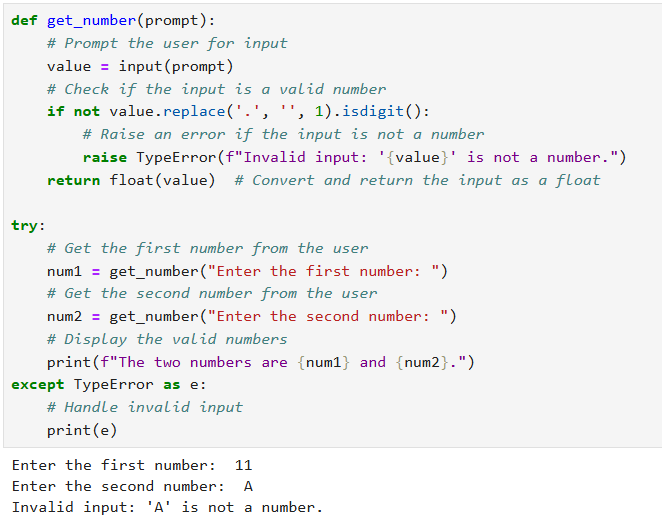 def get_number(prompt):
    # Prompt the user for input
    value = input(prompt)
    # Check if the input is a valid number
    if not value.replace('.', '', 1).isdigit():
        # Raise an error if the input is not a number
        raise TypeError(f"Invalid input: '{value}' is not a number.")
    return float(value)  # Convert and return the input as a float

try:
    # Get the first number from the user
    num1 = get_number("Enter the first number: ")
    # Get the second number from the user
    num2 = get_number("Enter the second number: ")
    # Display the valid numbers
    print(f"The two numbers are {num1} and {num2}.")
except TypeError as e:
    # Handle invalid input
    print(e)
Enter the first number:  11
Enter the second number:  A
Invalid input: 'A' is not a number.